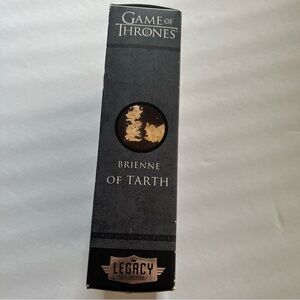 GAME OF
THRONES
BRIENNE
OF TARTH
LEGACY